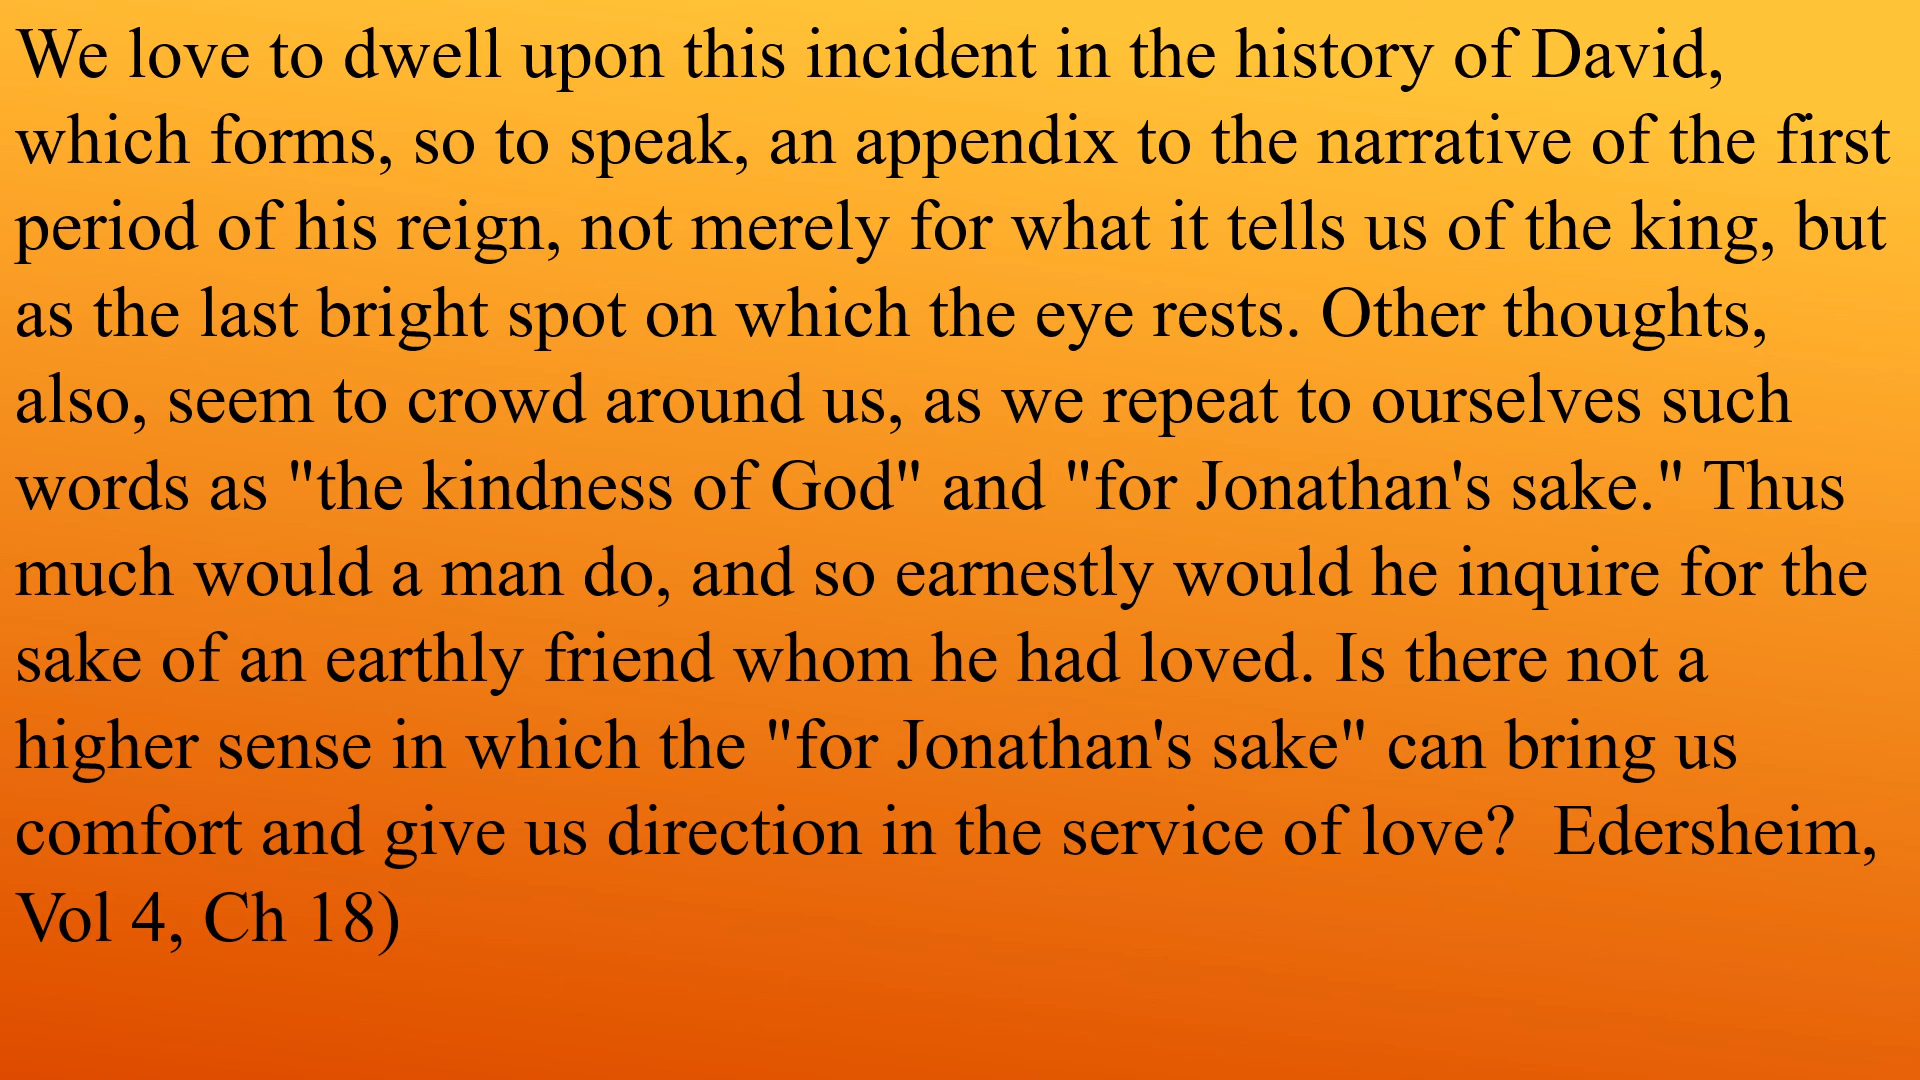 We love to dwell upon this incident in the history of David,
which forms, so to speak, an appendix to the narrative of the first
period of his reign, not merely for what it tells us of the king, but
as the last bright spot on which the eye rests. Other thoughts,
also, seem to crowd around us, as we repeat to ourselves such
words as "the kindness of God" and "for Jonathan's sake." Thus
much would a man do, and so earnestly would he inquire for the
sake of an earthly friend whom he had loved. Is there not a
higher sense in which the "for Jonathan's sake" can bring us
comfort and give us direction in the service of love?  Edersheim,
Vol 4, Ch 18)